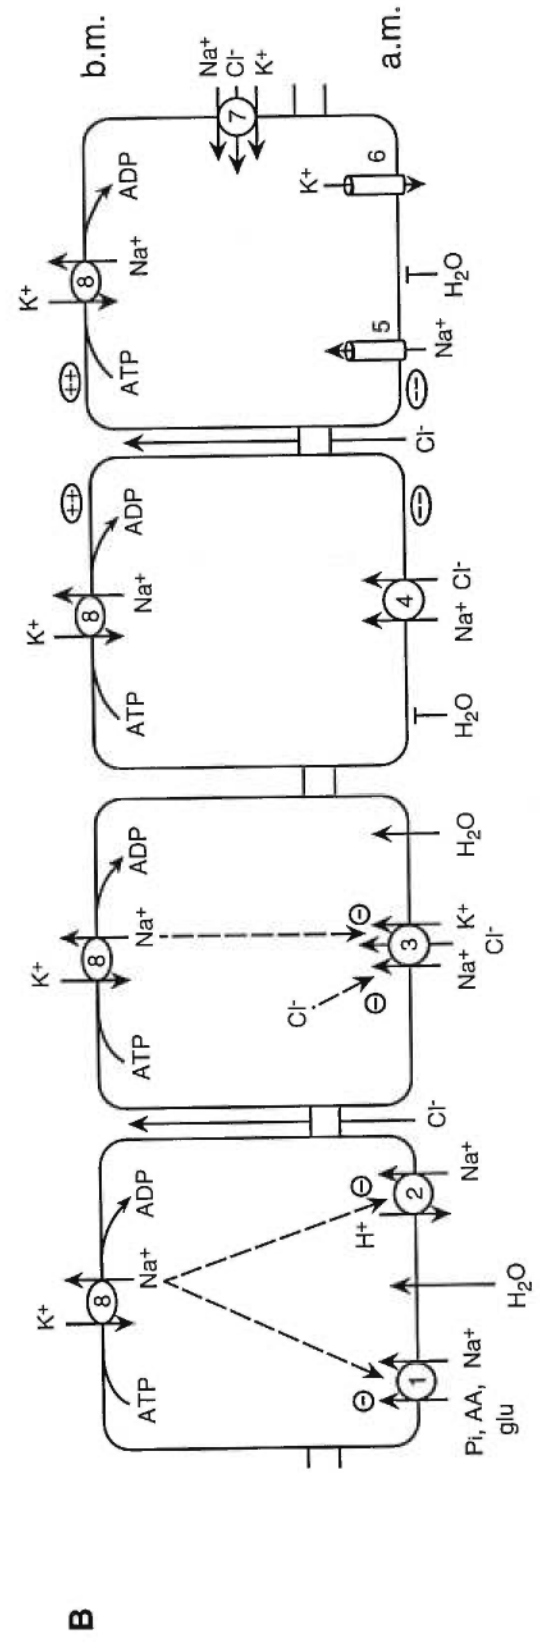 B
b.m.
a.m.
K+
8
ATP
ADP
Na+
H+
1
2
Pi, AA,
glu
Na+
H2O
Na+
Cl-
K+
8
ATP
ADP
Na+
Cl-
3
Na+
Cl-
K+
H2O
K+
8
ATP
ADP
Na+
4
H2O
Na+
Cl-
++
--
Cl-
K+
8
ATP
ADP
Na+
++
--
5
Na+
H2O
K+
6
7
Na+
Cl-
K+